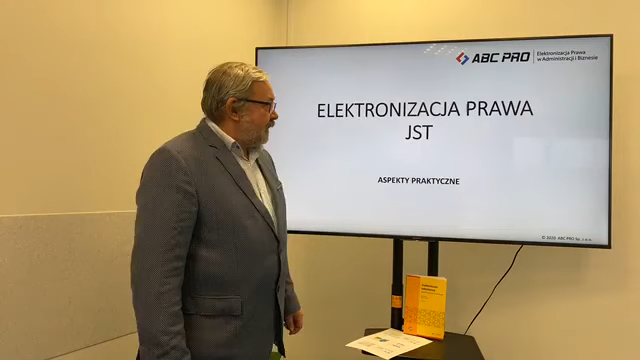 ABC PRO
Elektronizacja Prawa
w Administracji i Biznesie
ELEKTRONIZACJA PRAWA
JST
ASPEKTY PRAKTYCZNE
© 2020 ABC PRO Sp. z o.o.